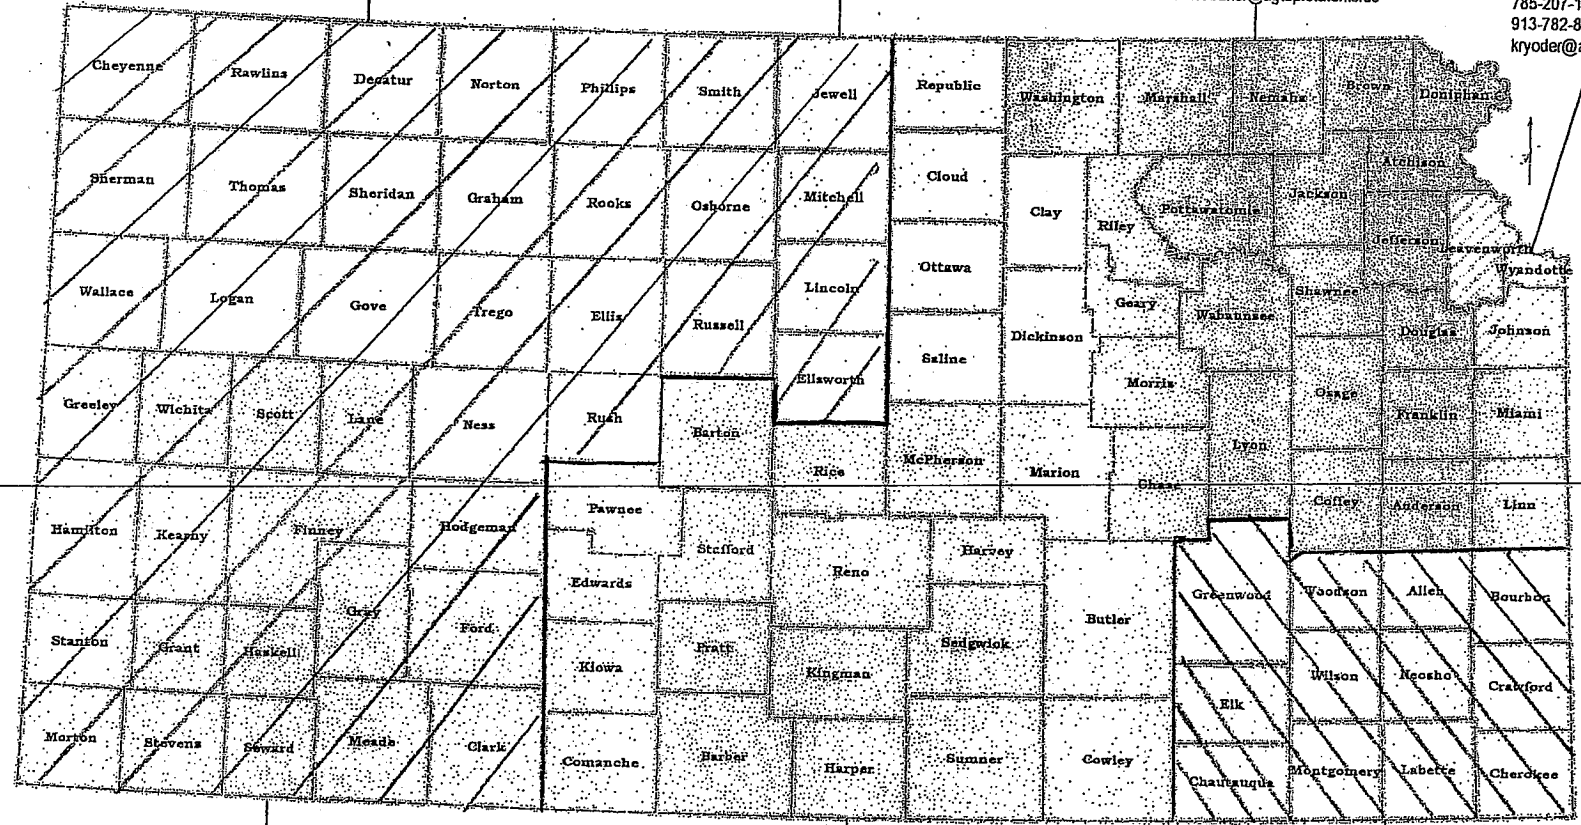 785-207-1
913-782-8
kryoder@a
Cheyenne
Rawlins
Decatur
Norton
Phillips
Smith
Jewell
Republic
Washington
Marshall
Nemaha
Brown
Doniphan
Sherman
Thomas
Sheridan
Graham
Rooks
Osborne
Mitchell
Cloud
Clay
Riley
Pottawatomie
Jackson
Atchison
Jefferson
Leavenworth
Wyandotte
Wallace
Logan
Gove
Trego
Ellis
Russell
Lincoln
Ottawa
Saline
Dickinson
Geary
Wabaunsee
Shawnee
Douglas
Johnson
Greeley
Wichita
Scott
Lane
Ness
Rush
Barton
Ellsworth
Rice
McPherson
Marion
Morris
Chase
Lyon
Osage
Franklin
Miami
Hamilton
Kearny
Finney
Hodgeman
Pawnee
Stafford
Reno
Harvey
Coffey
Anderson
Linn
Stanton
Grant
Haskell
Gray
Ford
Edwards
Kiowa
Pratt
Kingman
Sedgwick
Butler
Greenwood
Woodson
Allen
Bourbon
Wilson
Neosho
Crawford
Elk
Morton
Stevens
Seward
Meade
Clark
Comanche
Barber
Harper
Sumner
Cowley
Chautauqua
Montgomery
Labette
Cherokee